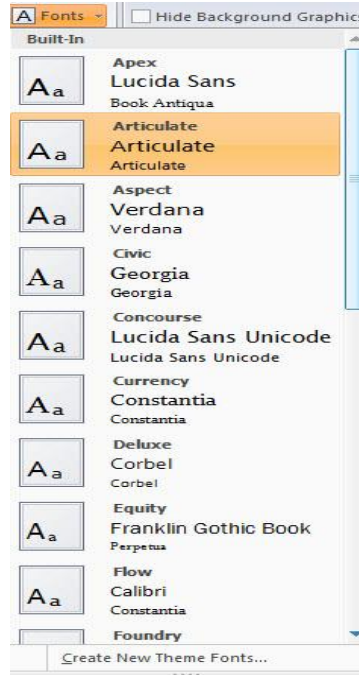 A Fonts
Hide Background Graphics
Built-In
Apex
Aa Lucida Sans
Book Antiqua
Articulate
Aa Articulate
Articulate
Aspect
Aa Verdana
Verdana
Civic
Aa Georgia
Georgia
Concourse
Aa Lucida Sans Unicode
Lucida Sans Unicode
Currency
Aa Constantia
Constantia
Deluxe
Aa Corbel
Corbel
Equity
Aa Franklin Gothic Book
Perpetua
Flow
Aa Calibri
Constantia
Foundry
Create New Theme Fonts...